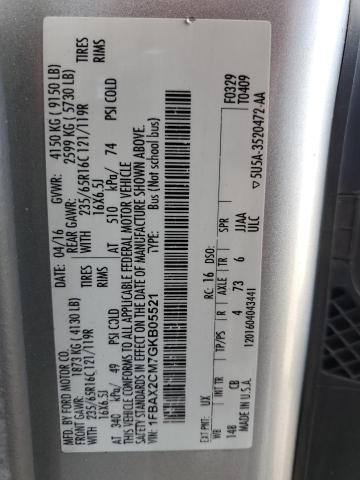 MFD. BY FORD MOTOR CO.
DATE: 04/16 GVWR: 4150 KG ( 9150 LB)
FRONT GAWR: 1873 KG ( 4130 LB) REAR GAWR: 2599 KG ( 5730 LB)
WITH 235/65R16C 121/119R TIRES WITH 235/65R16C 121/119R TIRES
16X6.5J RIMS 16X6.5J RIMS
AT 340 kPa/ 49 PSI COLD AT 510 kPa/ 74 PSI COLD
THIS VEHICLE CONFORMS TO ALL APPLICABLE FEDERAL MOTOR VEHICLE
SAFETY STANDARDS IN EFFECT ON THE DATE OF MANUFACTURE SHOWN ABOVE.
VIN: 1FBAX2CM7GKB05521
TYPE: Bus (Not school bus)
F0329
T0409
EXT PNT: UX RC: 16 DSO:
WB INT TR TP/PS R AXLE TR SPR
148 CB 4 73 6 JJAA
MADE IN U.S.A. ULC
1201604043441
5U5A-3520472-AA